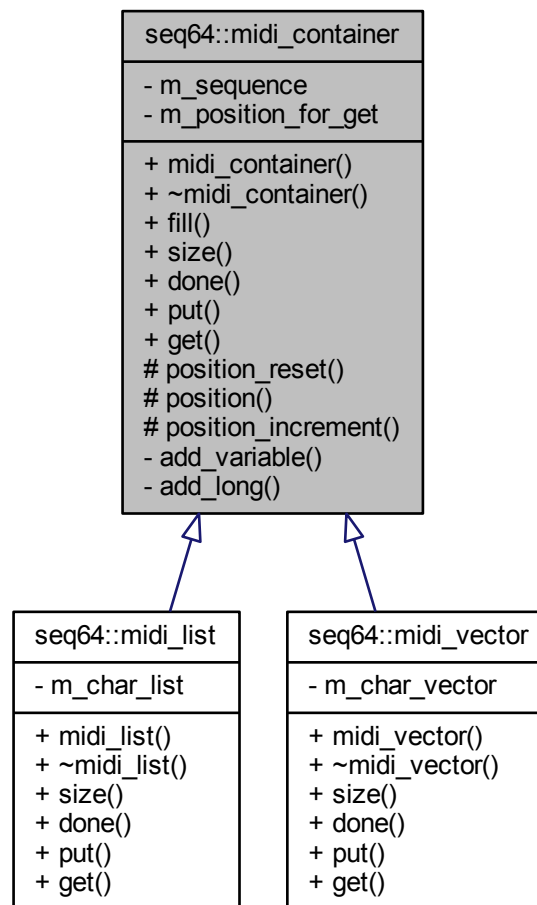 seq64::midi_container
- m_sequence
- m_position_for_get
+ midi_container()
+ ~midi_container()
+ fill()
+ size()
+ done()
+ put()
+ get()
# position_reset()
# position()
# position_increment()
- add_variable()
- add_long()
seq64::midi_list
- m_char_list
+ midi_list()
+ ~midi_list()
+ size()
+ done()
+ put()
+ get()
seq64::midi_vector
- m_char_vector
+ midi_vector()
+ ~midi_vector()
+ size()
+ done()
+ put()
+ get()